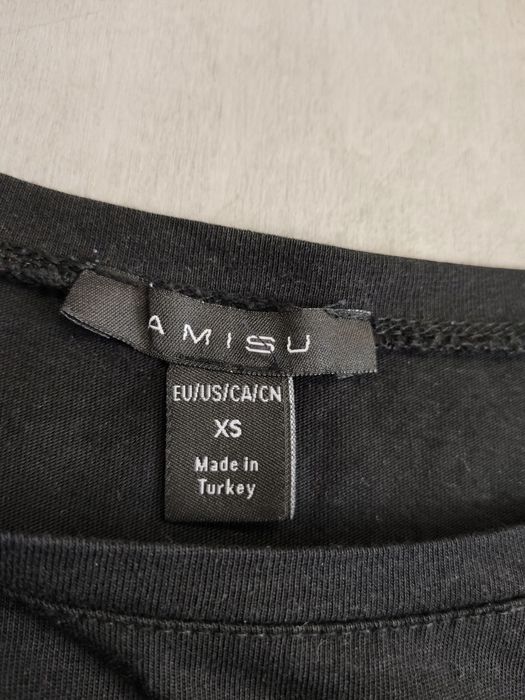 AMISU
EU/US/CA/CN
XS
Made in
Turkey